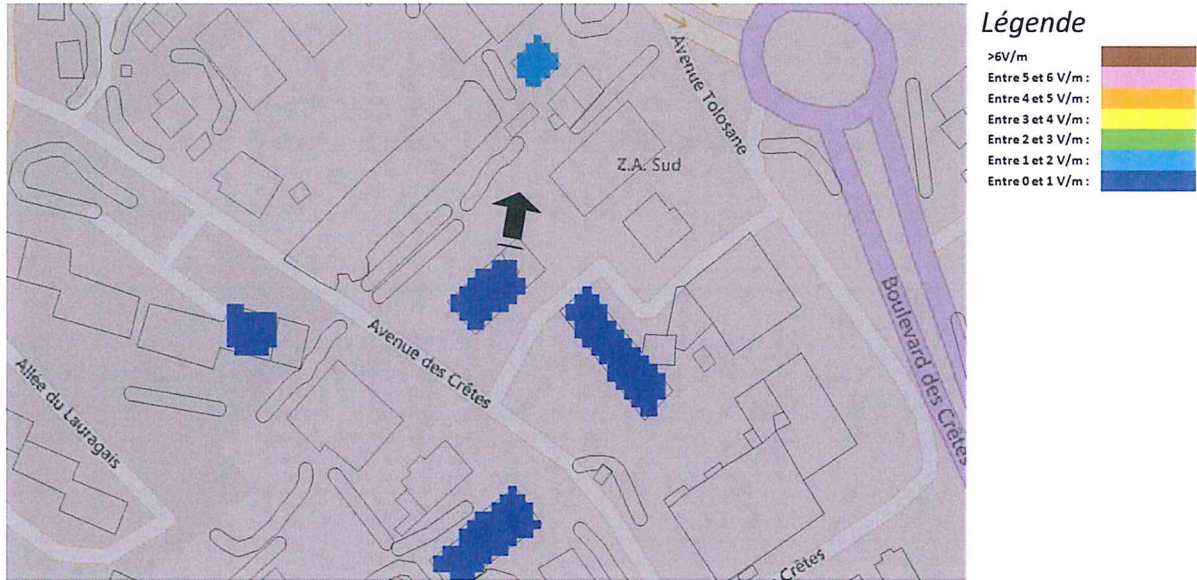 Légende
>6V/m
Entre 5 et 6 V/m :
Entre 4 et 5 V/m :
Entre 3 et 4 V/m :
Entre 2 et 3 V/m :
Entre 1 et 2 V/m :
Entre 0 et 1 V/m :
Avenue Tolosane
Z.A. Sud
Boulevard des Crêtes
Avenue des Crêtes
Allée du Lauragais
Crêtes